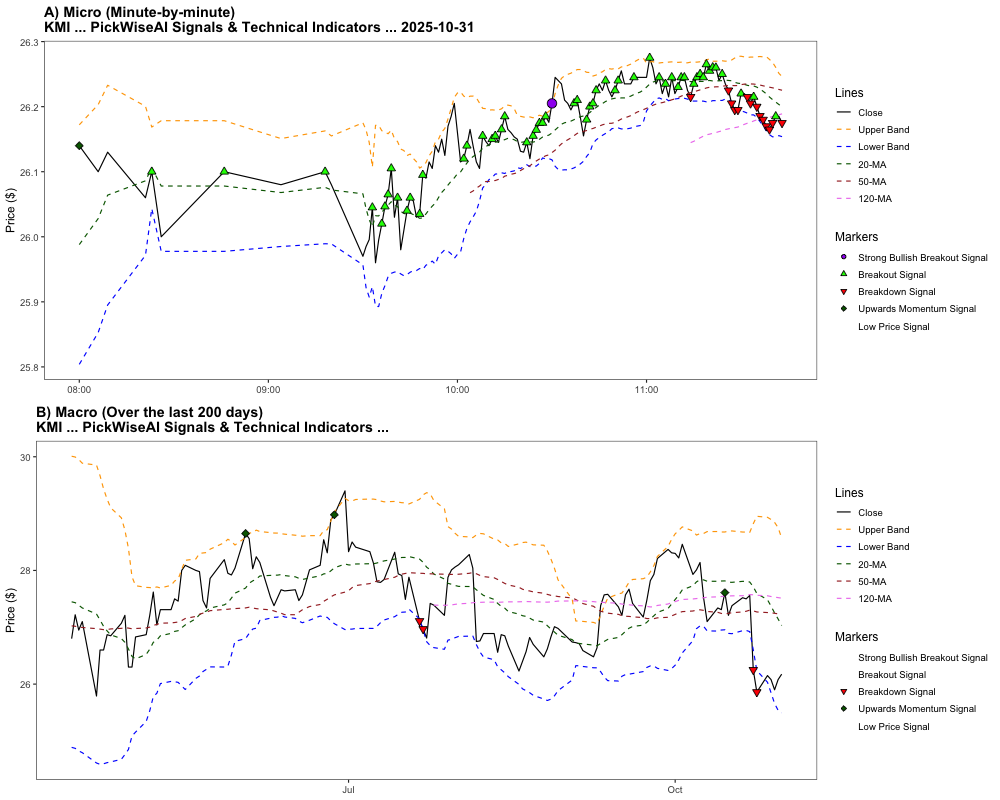 A) Micro (Minute-by-minute)
KMI ... PickWiseAI Signals & Technical Indicators ... 2025-10-31
26.3
26.2
26.1
26.0
25.9
25.8
Price ($)
08:00
09:00
10:00
11:00
Lines
Close
Upper Band
Lower Band
20-MA
50-MA
120-MA
Markers
Strong Bullish Breakout Signal
Breakout Signal
Breakdown Signal
Upwards Momentum Signal
Low Price Signal
B) Macro (Over the last 200 days)
KMI ... PickWiseAI Signals & Technical Indicators ...
30
28
26
Price ($)
Jul
Oct
Lines
Close
Upper Band
Lower Band
20-MA
50-MA
120-MA
Markers
Strong Bullish Breakout Signal
Breakout Signal
Breakdown Signal
Upwards Momentum Signal
Low Price Signal